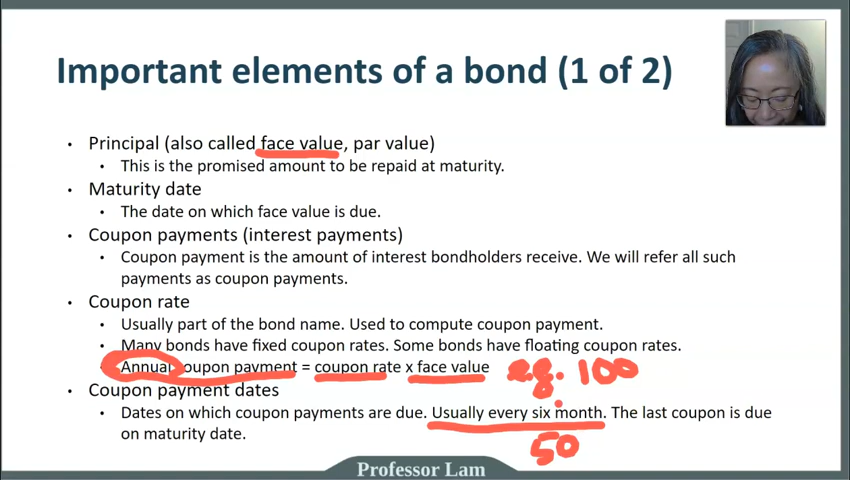 Important elements of a bond (1 of 2)
• Principal (also called face value, par value)
• This is the promised amount to be repaid at maturity.
• Maturity date
• The date on which face value is due.
• Coupon payments (interest payments)
• Coupon payment is the amount of interest bondholders receive. We will refer all such
payments as coupon payments.
• Coupon rate
• Usually part of the bond name. Used to compute coupon payment.
• Many bonds have fixed coupon rates. Some bonds have floating coupon rates.
• Annual coupon payment = coupon rate x face value e.g. 100
• Coupon payment dates
• Dates on which coupon payments are due. Usually every six month. The last coupon is due
on maturity date.
50
Professor Lam